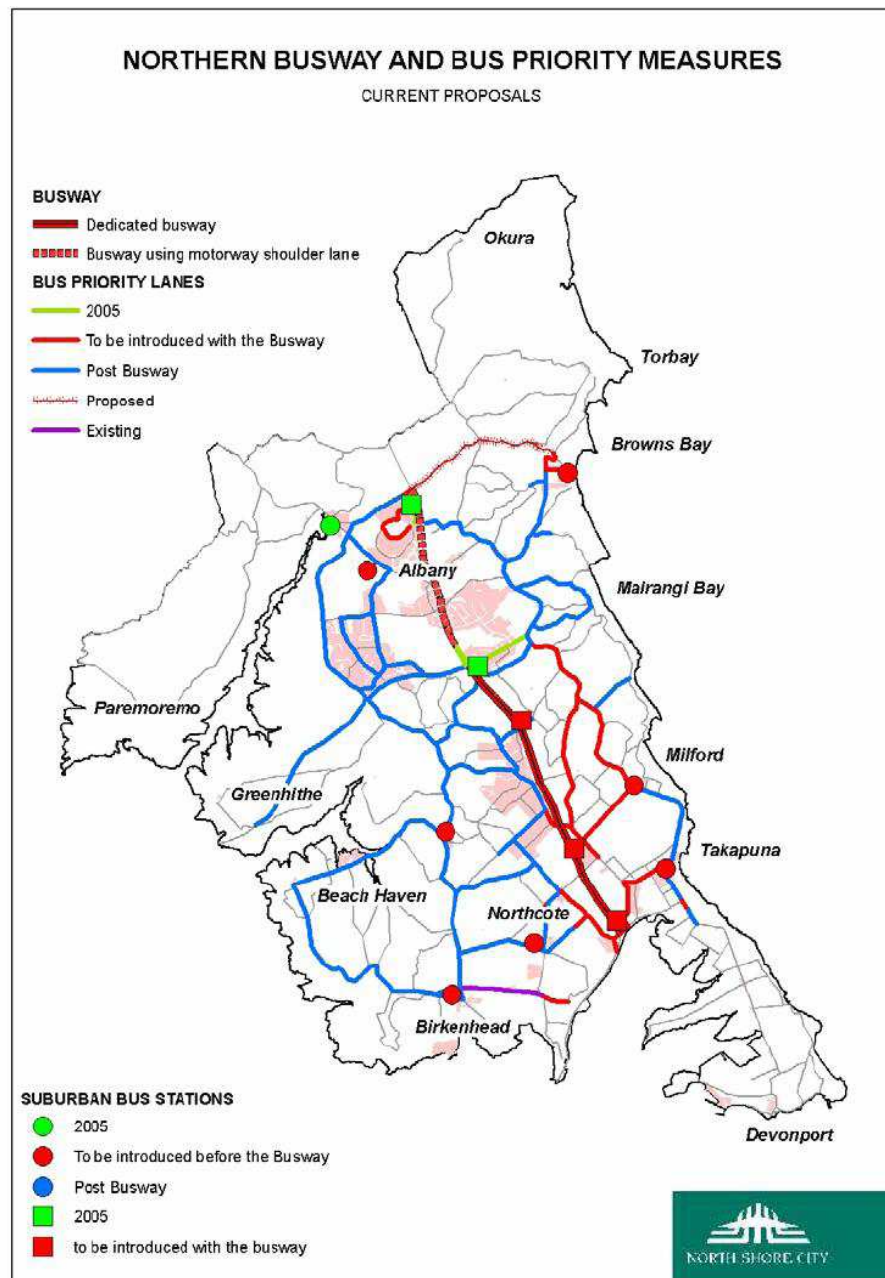 NORTHERN BUSWAY AND BUS PRIORITY MEASURES
CURRENT PROPOSALS
BUSWAY
Dedicated busway
Busway using motorway shoulder lane
BUS PRIORITY LANES
2005
To be introduced with the Busway
Post Busway
Proposed
Existing
Okura
Torbay
Browns Bay
Albany
Mairangi Bay
Paremoremo
Milford
Greenhithe
Takapuna
Beach Haven
Northcote
Birkenhead
Devonport
SUBURBAN BUS STATIONS
2005
To be introduced before the Busway
Post Busway
2005
to be introduced with the busway
NORTH SHORE CITY